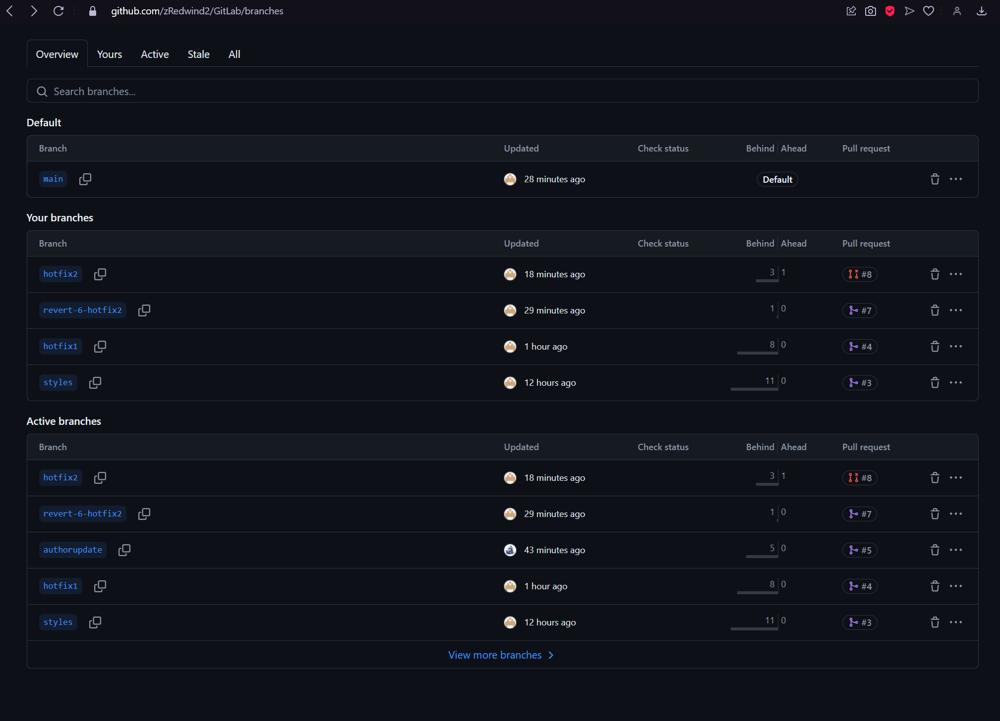 github.com/zRedwind2/GitLab/branches
Overview Yours Active Stale All
Search branches...
Default
Branch Updated Check status Behind Ahead Pull request
main 28 minutes ago Default
Your branches
Branch Updated Check status Behind Ahead Pull request
hotfix2 18 minutes ago 3 1 #8
revert-6-hotfix2 29 minutes ago 1 0 #7
hotfix1 1 hour ago 8 0 #4
styles 12 hours ago 11 0 #3
Active branches
Branch Updated Check status Behind Ahead Pull request
hotfix2 18 minutes ago 3 1 #8
revert-6-hotfix2 29 minutes ago 1 0 #7
authorupdate 43 minutes ago 5 0 #5
hotfix1 1 hour ago 8 0 #4
styles 12 hours ago 11 0 #3
View more branches